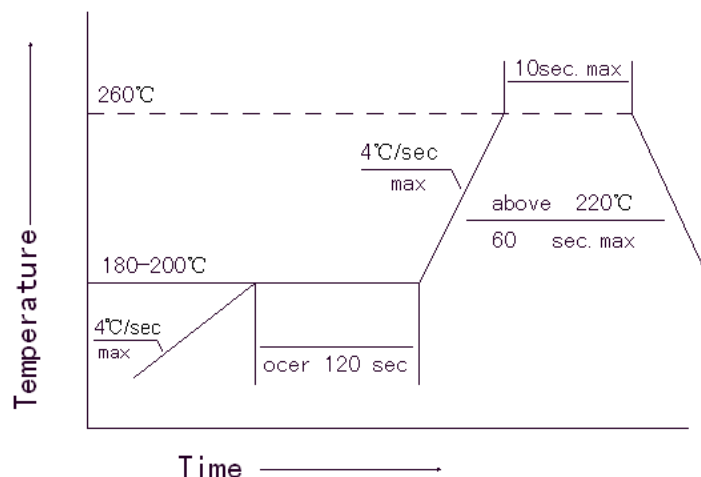 10sec. max
260℃
4℃/sec
max
above 220℃
60 sec. max
180-200℃
4℃/sec
max
ocer 120 sec
Temperature
Time